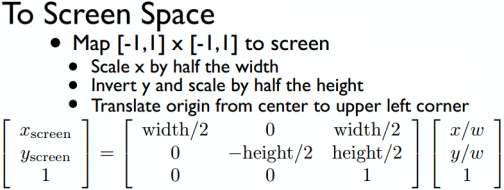 To Screen Space
• Map [-1,1] x [-1,1] to screen
• Scale x by half the width
• Invert y and scale by half the height
• Translate origin from center to upper left corner
[ x_screen ] = [ width/2 0 width/2 ] [ x/w ]
[ y_screen ] [ 0 −height/2 height/2 ] [ y/w ]
[ 1 ] [ 0 0 1 ] [ 1 ]